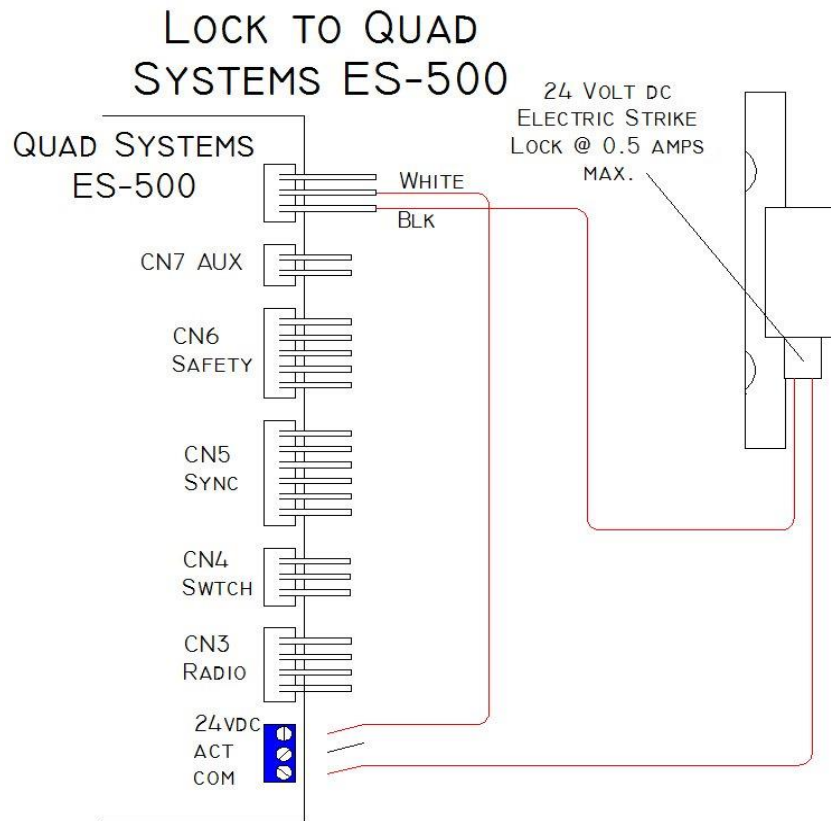 LOCK TO QUAD
SYSTEMS ES-500
24 VOLT DC
ELECTRIC STRIKE
LOCK @ 0.5 AMPS
MAX.
QUAD SYSTEMS
ES-500
WHITE
BLK
CN7 AUX
CN6
SAFETY
CN5
SYNC
CN4
SWTCH
CN3
RADIO
24VDC
ACT
COM